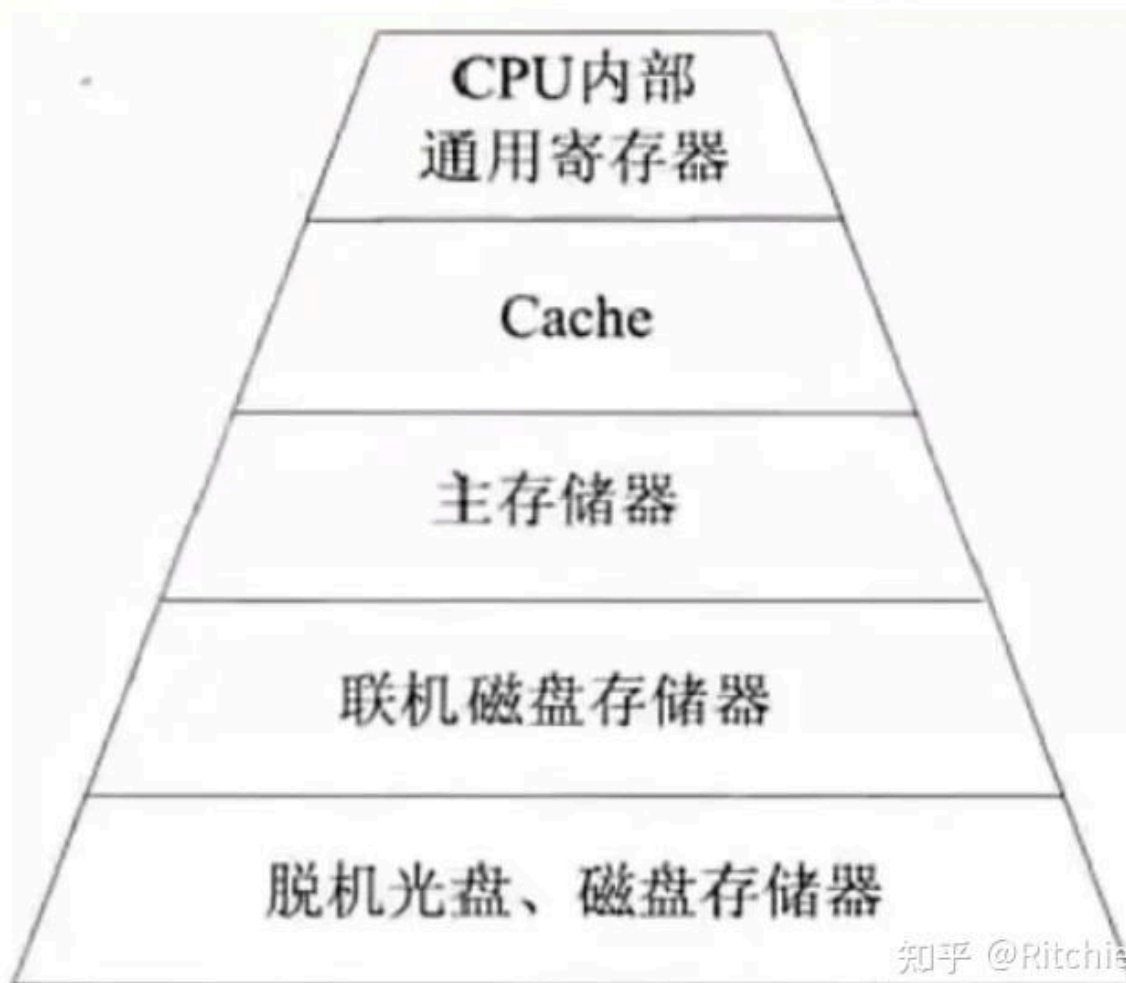 CPU内部
通用寄存器
Cache
主存储器
联机磁盘存储器
脱机光盘、磁盘存储器
知乎 @Ritchie